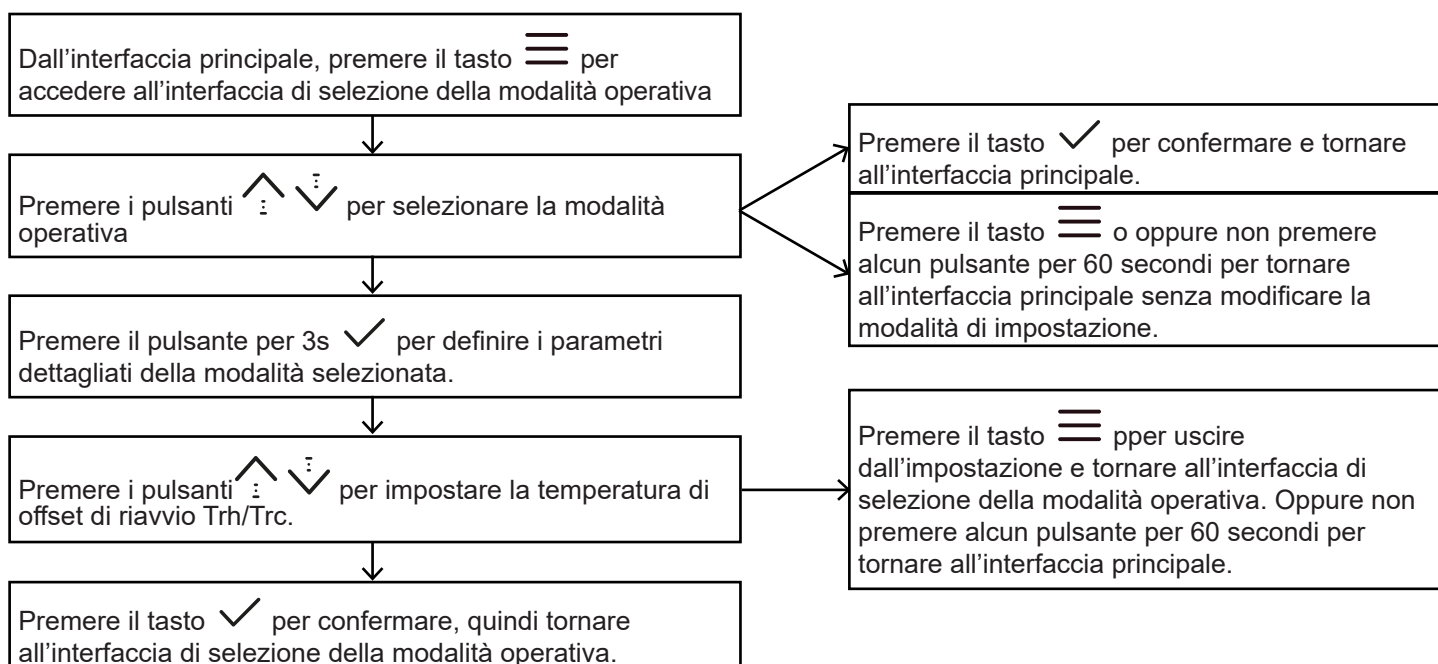 Dall'interfaccia principale, premere il tasto per
accedere all'interfaccia di selezione della modalità operativa
Premere i pulsanti per selezionare la modalità
operativa
Premere il tasto per confermare e tornare
all'interfaccia principale.
Premere il tasto o oppure non premere
alcun pulsante per 60 secondi per tornare
all'interfaccia principale senza modificare la
modalità di impostazione.
Premere il pulsante per 3s per definire i parametri
dettagliati della modalità selezionata.
Premere i pulsanti per impostare la temperatura di
offset di riavvio Trh/Trc.
Premere il tasto pper uscire
dall'impostazione e tornare all'interfaccia di
selezione della modalità operativa. Oppure non
premere alcun pulsante per 60 secondi per
tornare all'interfaccia principale.
Premere il tasto per confermare, quindi tornare
all'interfaccia di selezione della modalità operativa.